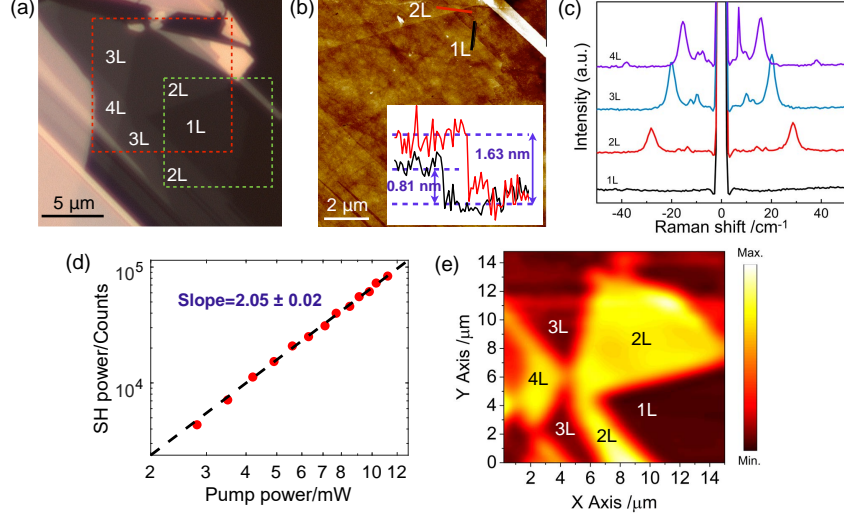 (a)
3L
2L
4L
1L
3L
2L
5 μm
(b)
2L
1L
1.63 nm
0.81 nm
2 μm
(c)
Intensity (a.u.)
4L
3L
2L
1L
-40 -20 0 20 40
Raman shift /cm⁻¹
(d)
SH power/Counts
10⁵
10⁴
Slope=2.05 ± 0.02
2 3 4 5 6 7 8 9 10 12
Pump power/mW
(e)
Y Axis /μm
14
12
10
8
6
4
2
0
3L
2L
4L
1L
3L
2L
2 4 6 8 10 12 14
X Axis /μm
Max.
Min.